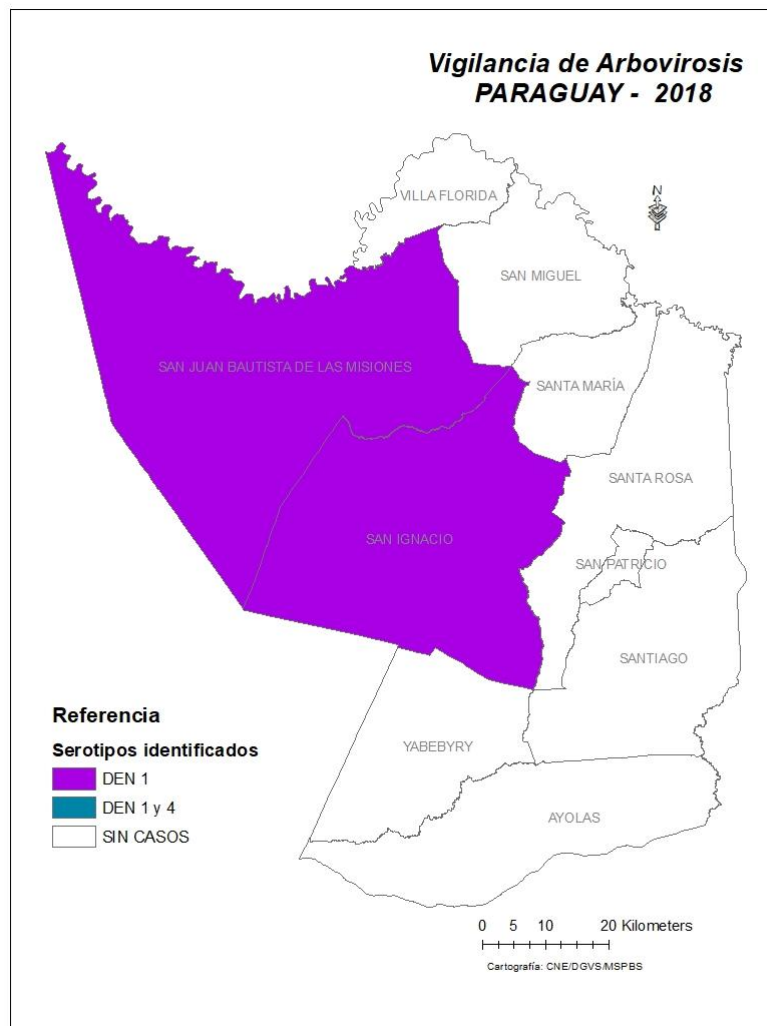 Vigilancia de Arbovirosis
PARAGUAY - 2018
N
VILLA FLORIDA
SAN MIGUEL
SAN JUAN BAUTISTA DE LAS MISIONES
SANTA MARÍA
SANTA ROSA
SAN IGNACIO
SAN PATRICIO
SANTIAGO
YABEBYRY
AYOLAS
Referencia
Serotipos identificados
DEN 1
DEN 1 y 4
SIN CASOS
0 5 10 20 Kilometers
Cartografía: CNE/DGVS/MSPBS